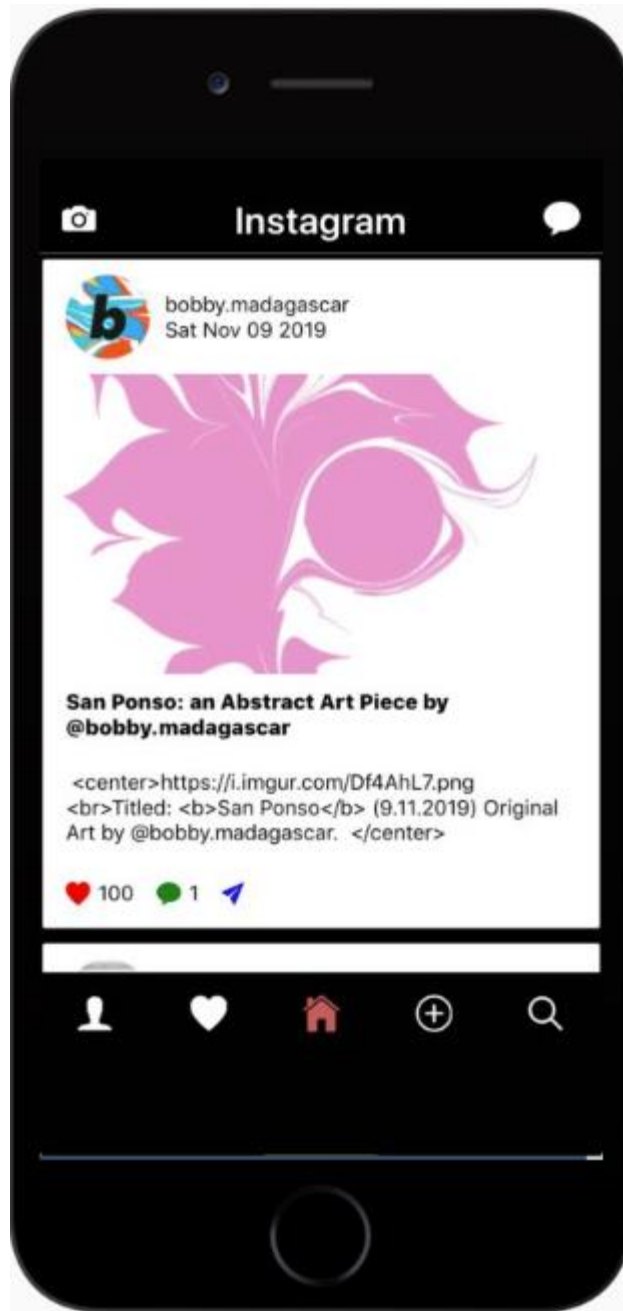 Instagram
b
bobby.madagascar
Sat Nov 09 2019
San Ponso: an Abstract Art Piece by
@bobby.madagascar
<center>https://i.imgur.com/Df4AhL7.png
<br>Titled: <b>San Ponso</b> (9.11.2019) Original
Art by @bobby.madagascar.  </center>
100 1